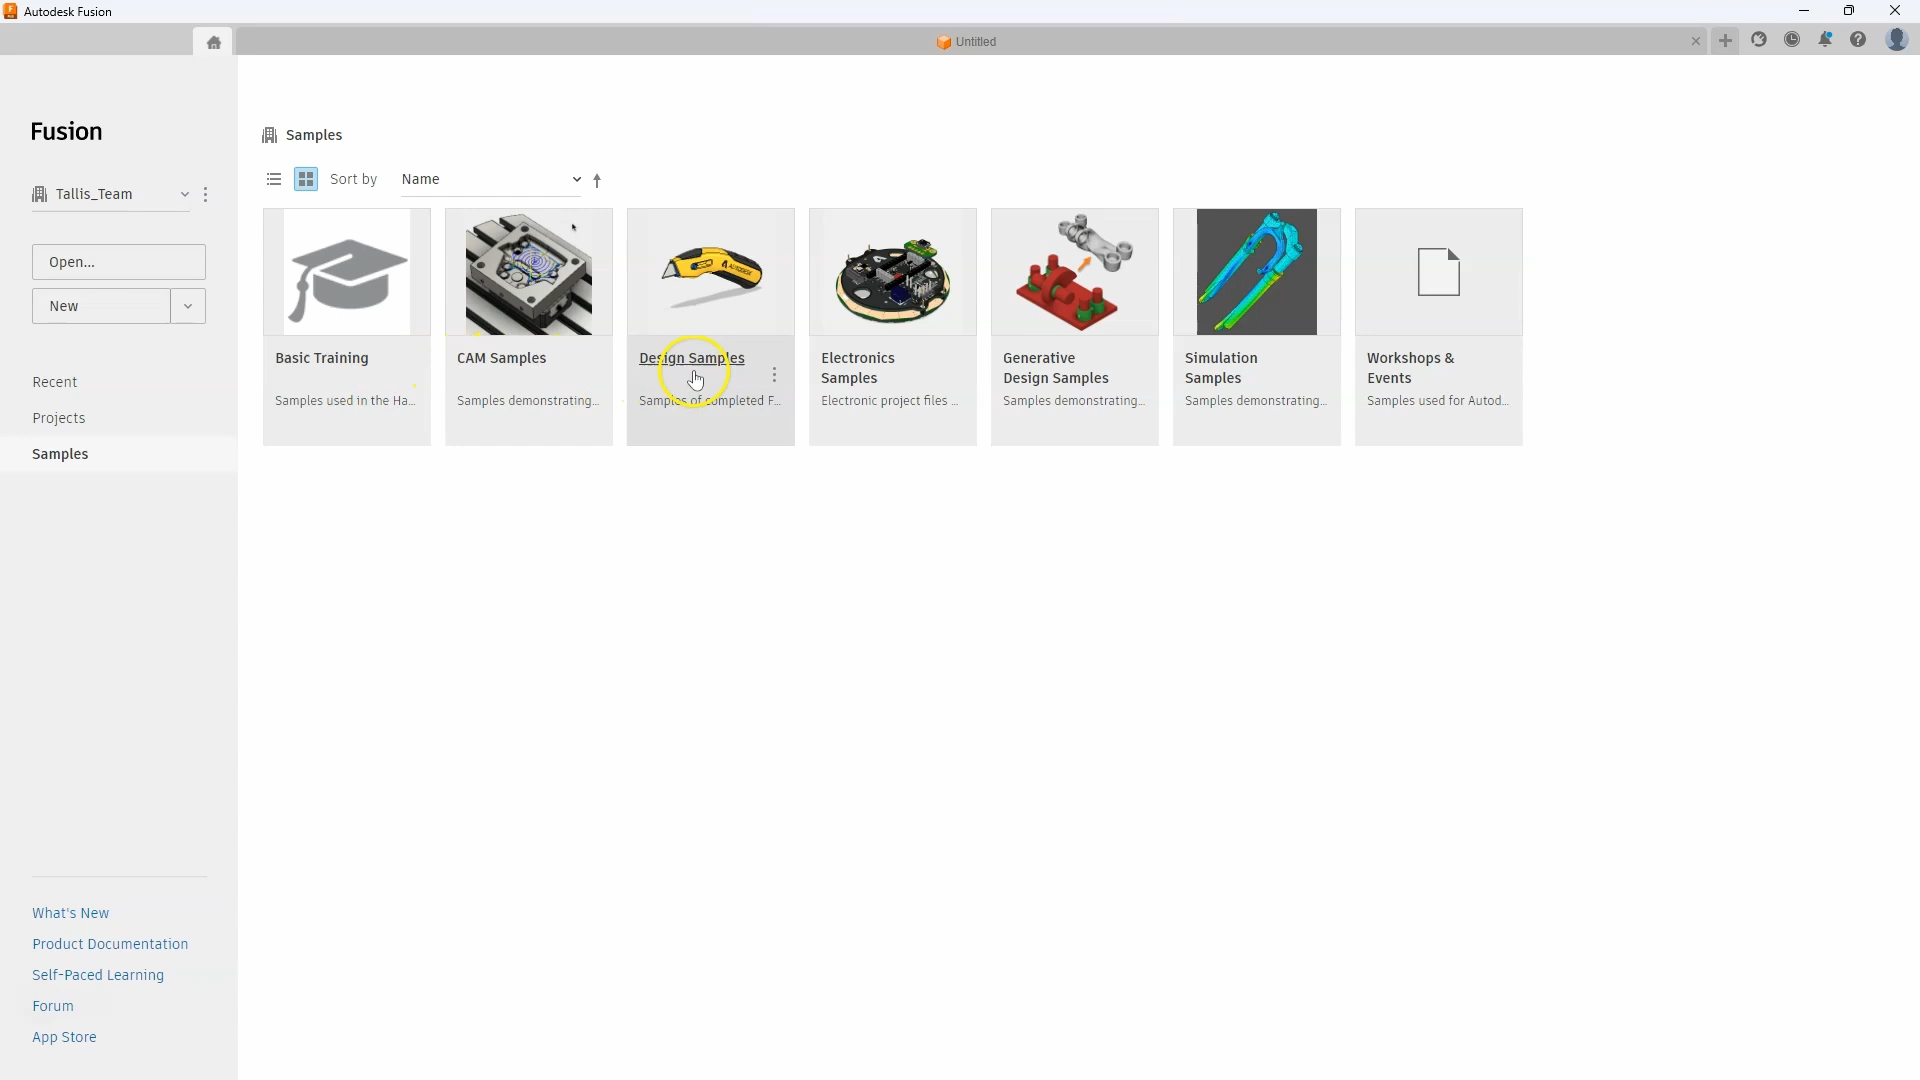 Autodesk Fusion
Untitled
Fusion
Samples
Tallis_Team
Sort by Name
Open...
New
Recent
Projects
Samples
Basic Training
Samples used in the Ha...
CAM Samples
Samples demonstrating...
Design Samples
Samples of completed F...
Electronics
Samples
Electronic project files ...
Generative
Design Samples
Samples demonstrating...
Simulation
Samples
Samples demonstrating...
Workshops &
Events
Samples used for Autod...
What's New
Product Documentation
Self-Paced Learning
Forum
App Store